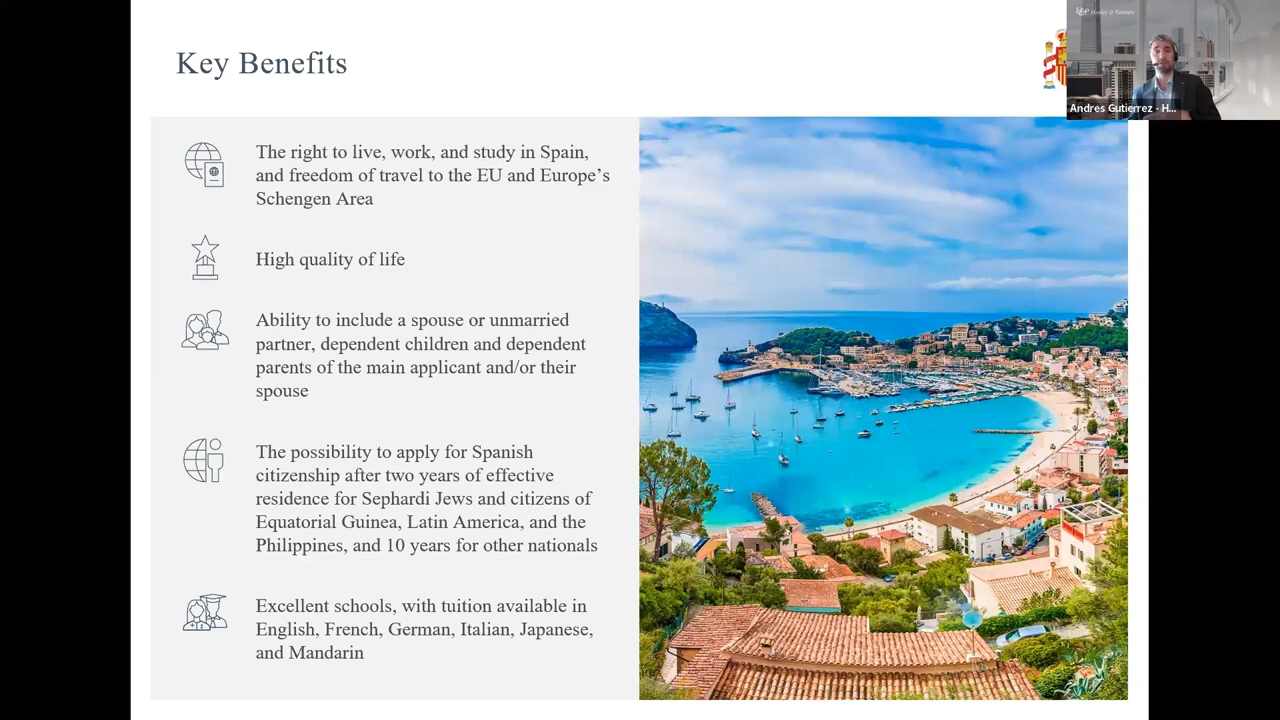 Key Benefits
Henley & Partners
Andres Gutierrez - H...
The right to live, work, and study in Spain,
and freedom of travel to the EU and Europe's
Schengen Area
High quality of life
Ability to include a spouse or unmarried
partner, dependent children and dependent
parents of the main applicant and/or their
spouse
The possibility to apply for Spanish
citizenship after two years of effective
residence for Sephardi Jews and citizens of
Equatorial Guinea, Latin America, and the
Philippines, and 10 years for other nationals
Excellent schools, with tuition available in
English, French, German, Italian, Japanese,
and Mandarin